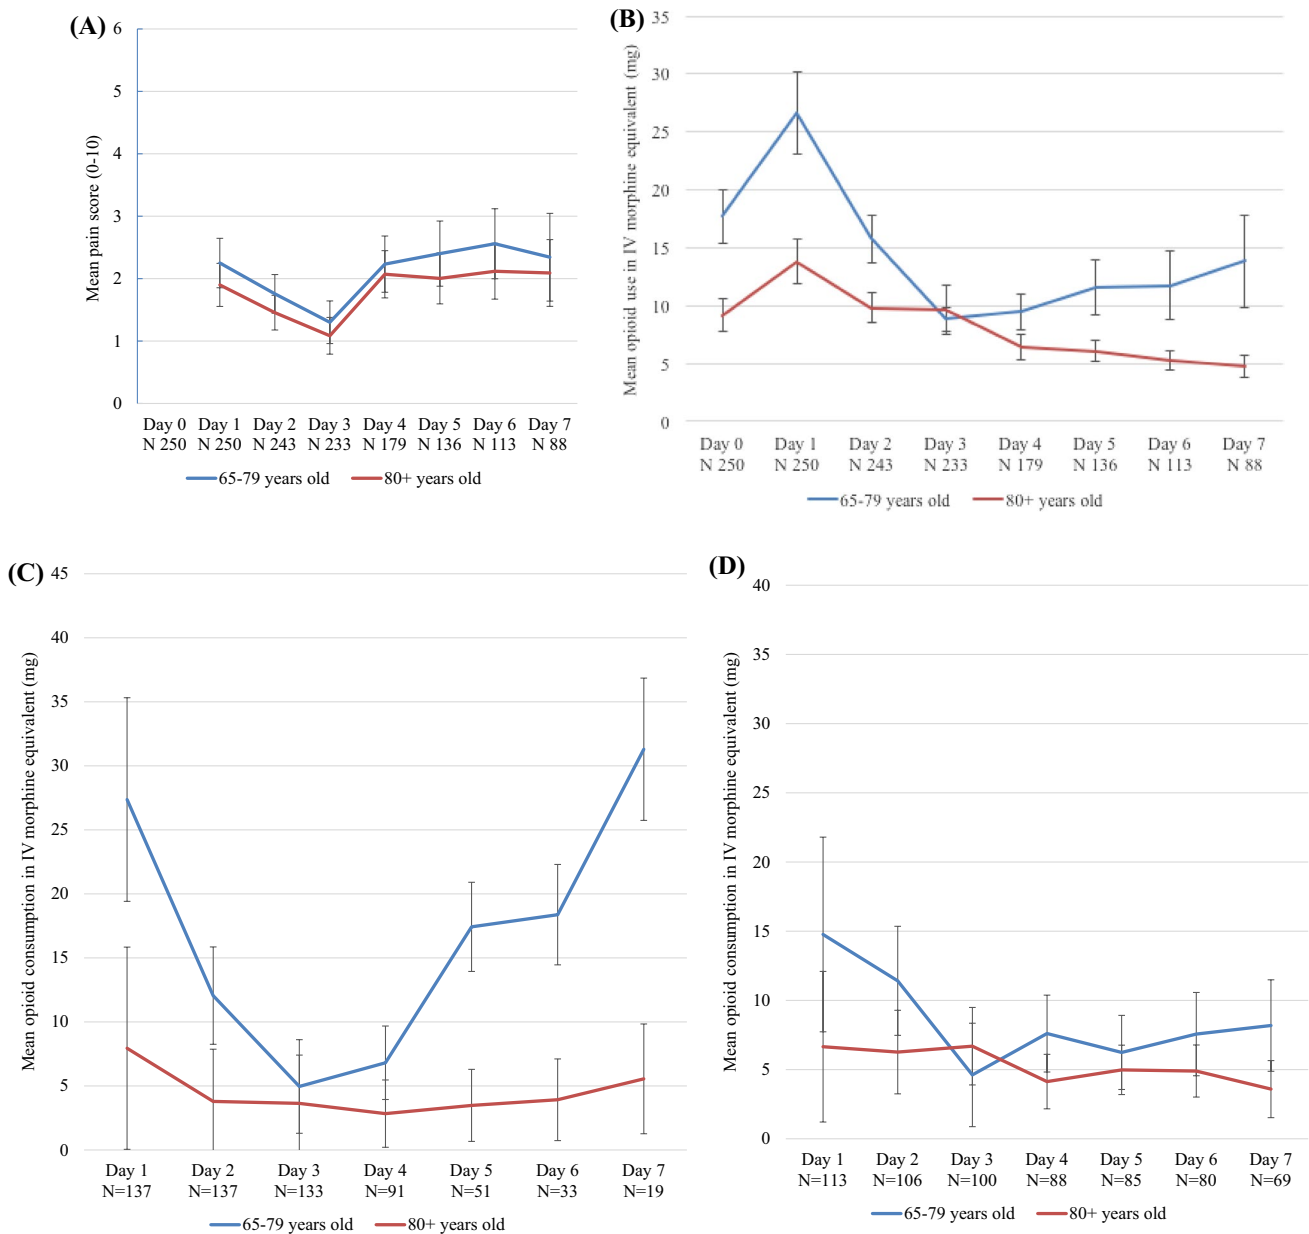 (A)
Mean pain score (0-10)
6
5
4
3
2
1
0
Day 0 Day 1 Day 2 Day 3 Day 4 Day 5 Day 6 Day 7
N 250 N 250 N 243 N 233 N 179 N 136 N 113 N 88
65-79 years old 80+ years old
(B)
Mean opioid use in IV morphine equivalent (mg)
35
30
25
20
15
10
5
0
Day 0 Day 1 Day 2 Day 3 Day 4 Day 5 Day 6 Day 7
N 250 N 250 N 243 N 233 N 179 N 136 N 113 N 88
65-79 years old 80+ years old
(C)
Mean opioid consumption in IV morphine equivalent (mg)
45
40
35
30
25
20
15
10
5
0
Day 1 Day 2 Day 3 Day 4 Day 5 Day 6 Day 7
N=137 N=137 N=133 N=91 N=51 N=33 N=19
65-79 years old 80+ years old
(D)
Mean opioid consumption in IV morphine equivalent (mg)
40
35
30
25
20
15
10
5
0
Day 1 Day 2 Day 3 Day 4 Day 5 Day 6 Day 7
N=113 N=106 N=100 N=88 N=85 N=80 N=69
65-79 years old 80+ years old